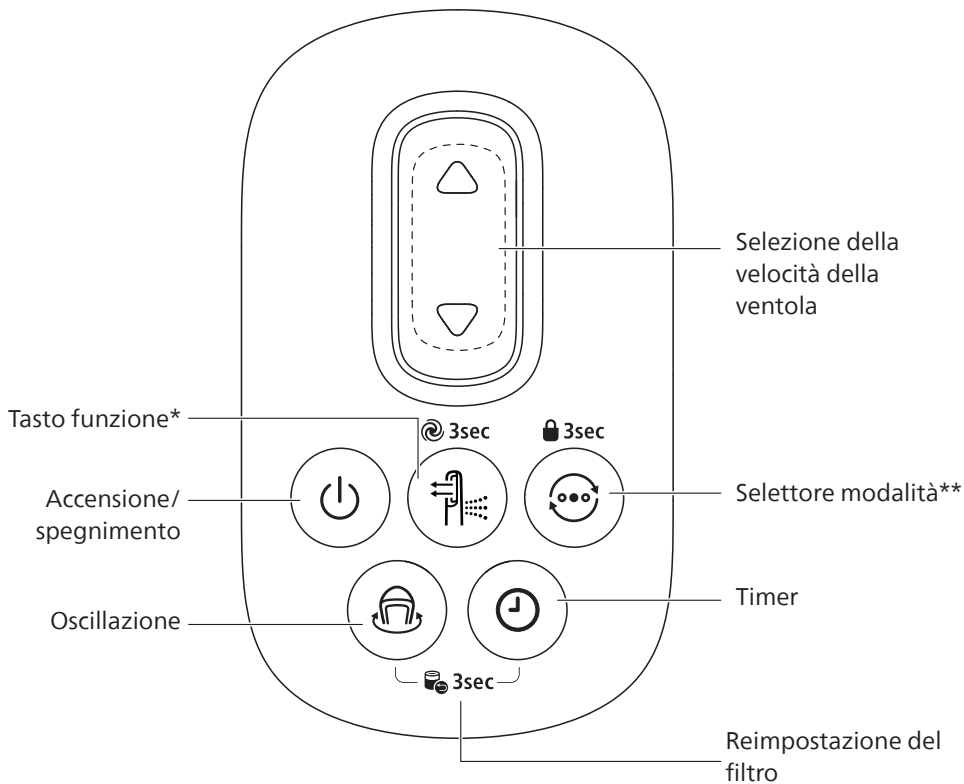 Selezione della
velocità della
ventola
Tasto funzione*
3sec
3sec
Accensione/
spegnimento
Selettore modalità**
Oscillazione
Timer
3sec
Reimpostazione del
filtro